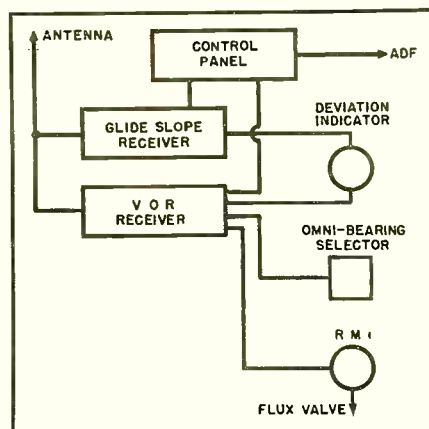 ANTENNA
CONTROL
PANEL
ADF
GLIDE SLOPE
RECEIVER
DEVIATION
INDICATOR
V O R
RECEIVER
OMNI-BEARING
SELECTOR
R M I
FLUX VALVE